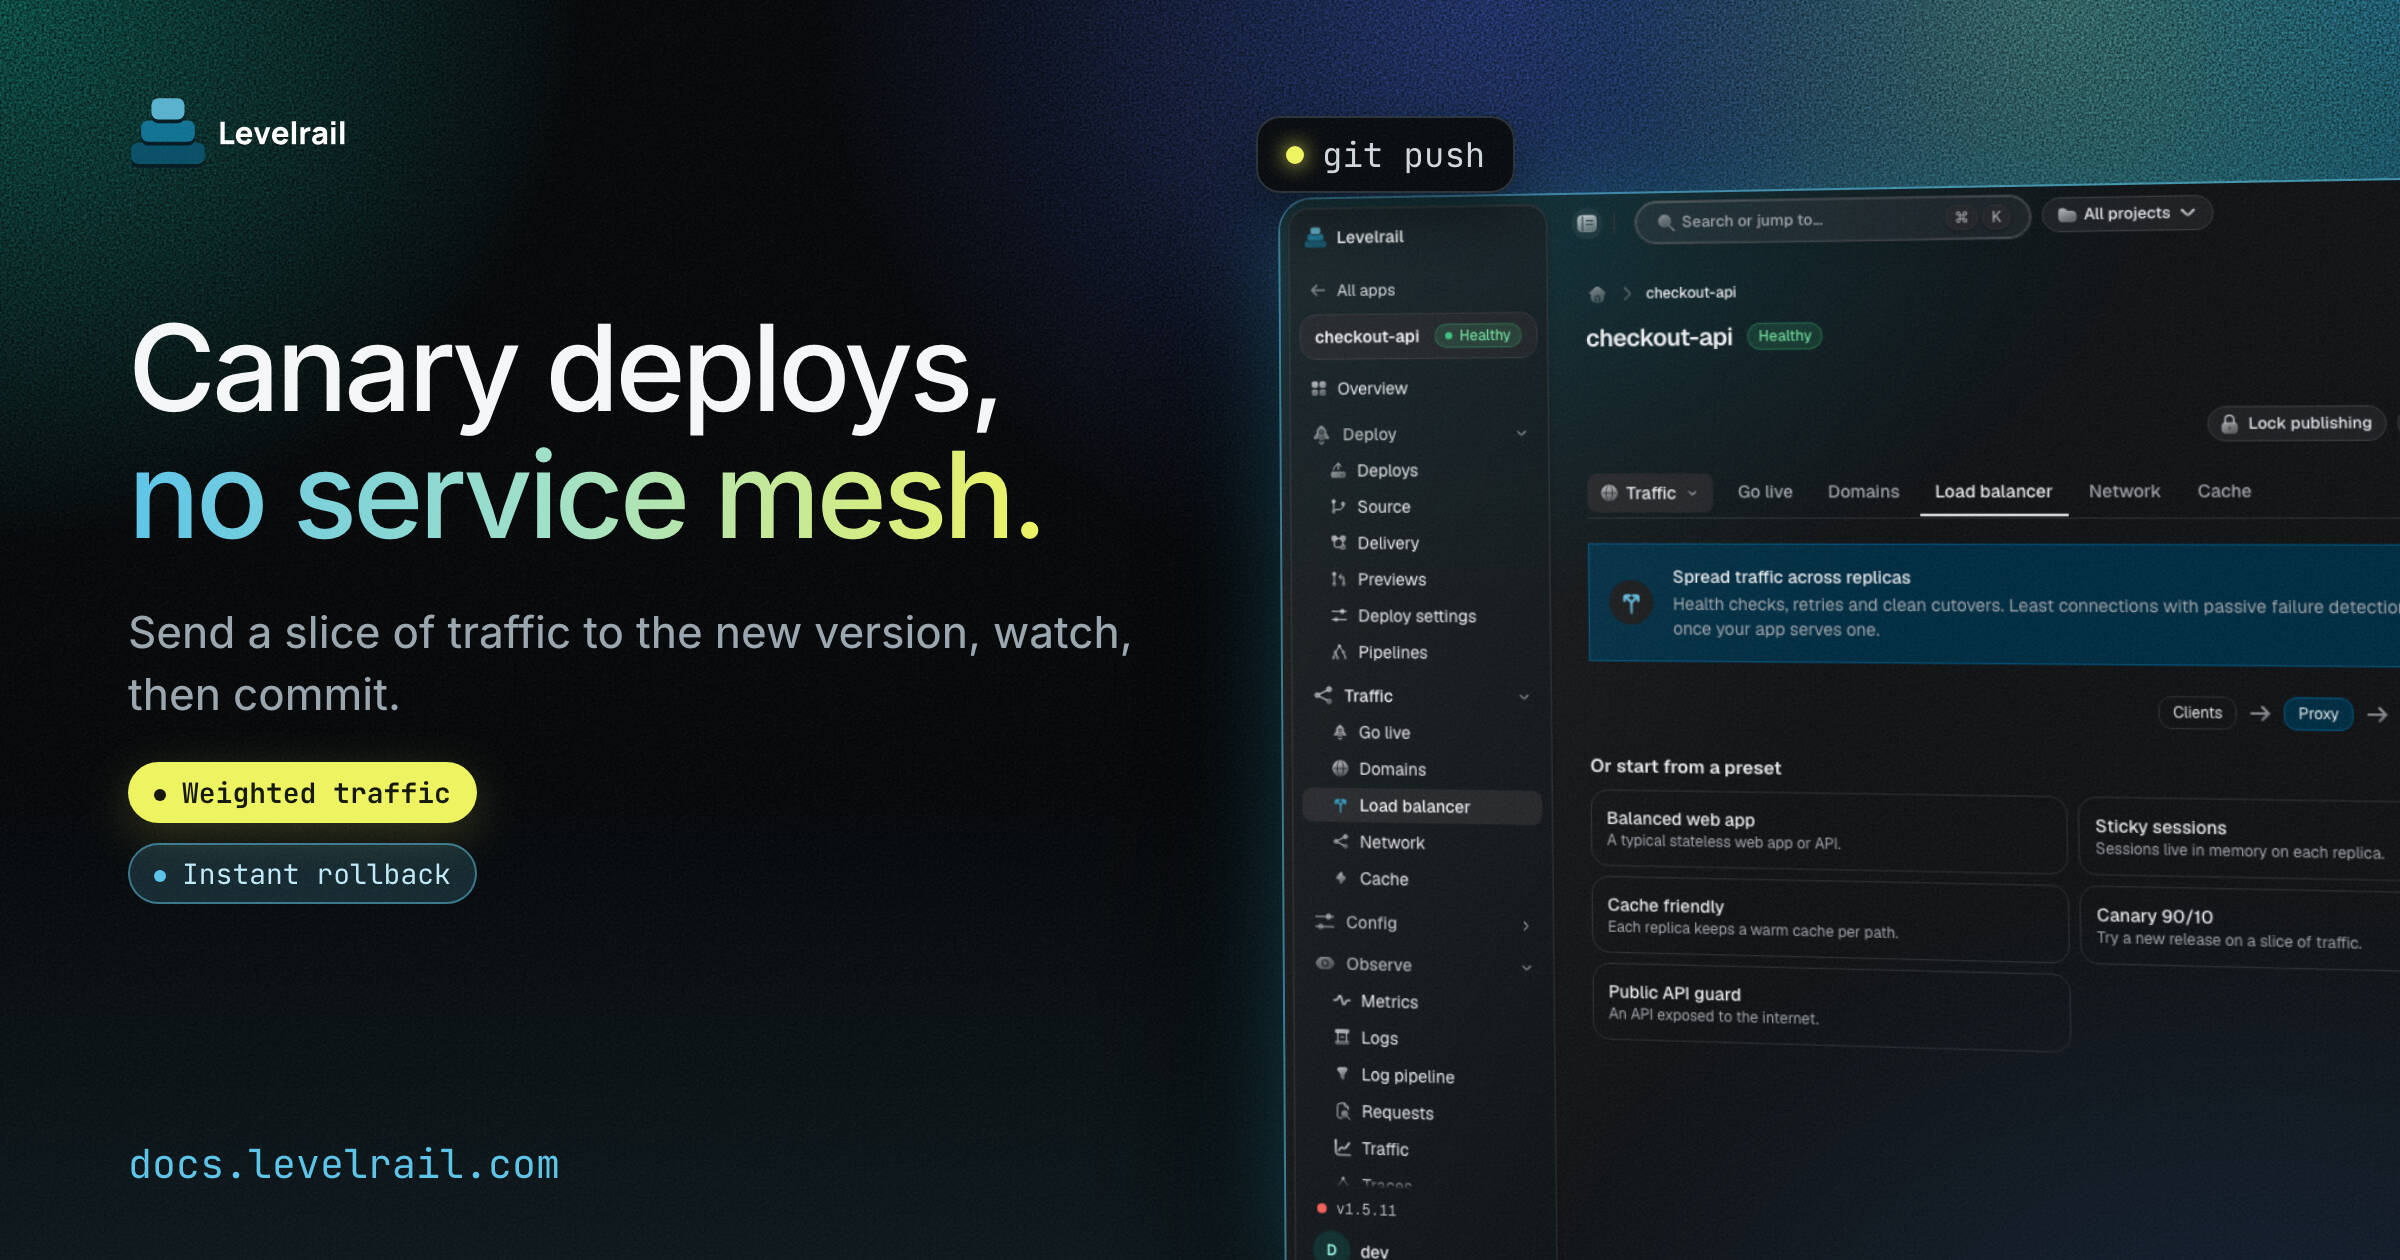 Levelrail
Canary deploys,
no service mesh.
Send a slice of traffic to the new version, watch,
then commit.
Weighted traffic
Instant rollback
docs.levelrail.com
git push
Levelrail
All apps
checkout-api
Healthy
Overview
Deploy
Deploys
Source
Delivery
Previews
Deploy settings
Pipelines
Traffic
Go live
Domains
Load balancer
Network
Cache
Config
Observe
Metrics
Logs
Log pipeline
Requests
Traffic
Traces
v1.5.11
D
dev
Search or jump to...
⌘ K
All projects
checkout-api
checkout-api
Healthy
Lock publishing
Traffic
Go live
Domains
Load balancer
Network
Cache
Spread traffic across replicas
Health checks, retries and clean cutovers. Least connections with passive failure
once your app serves one.
Clients
Proxy
Or start from a preset
Balanced web app
A typical stateless web app or API.
Sticky sessions
Sessions live in memory on each replica.
Cache friendly
Each replica keeps a warm cache per path.
Canary 90/10
Try a new release on a slice of traffic.
Public API guard
An API exposed to the internet.